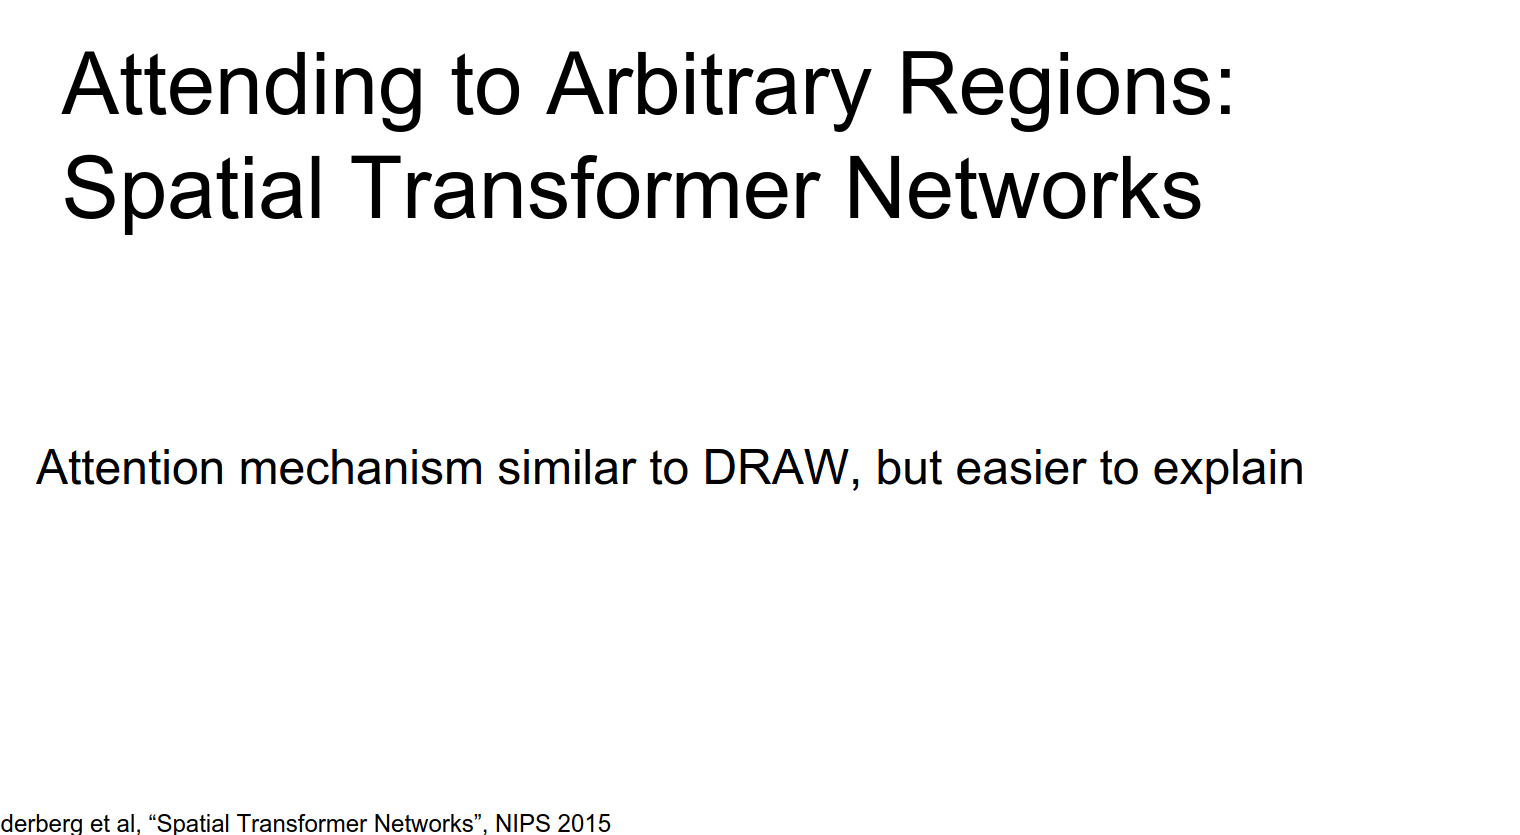 Attending to Arbitrary Regions:
Spatial Transformer Networks
Attention mechanism similar to DRAW, but easier to explain
derberg et al, “Spatial Transformer Networks”, NIPS 2015